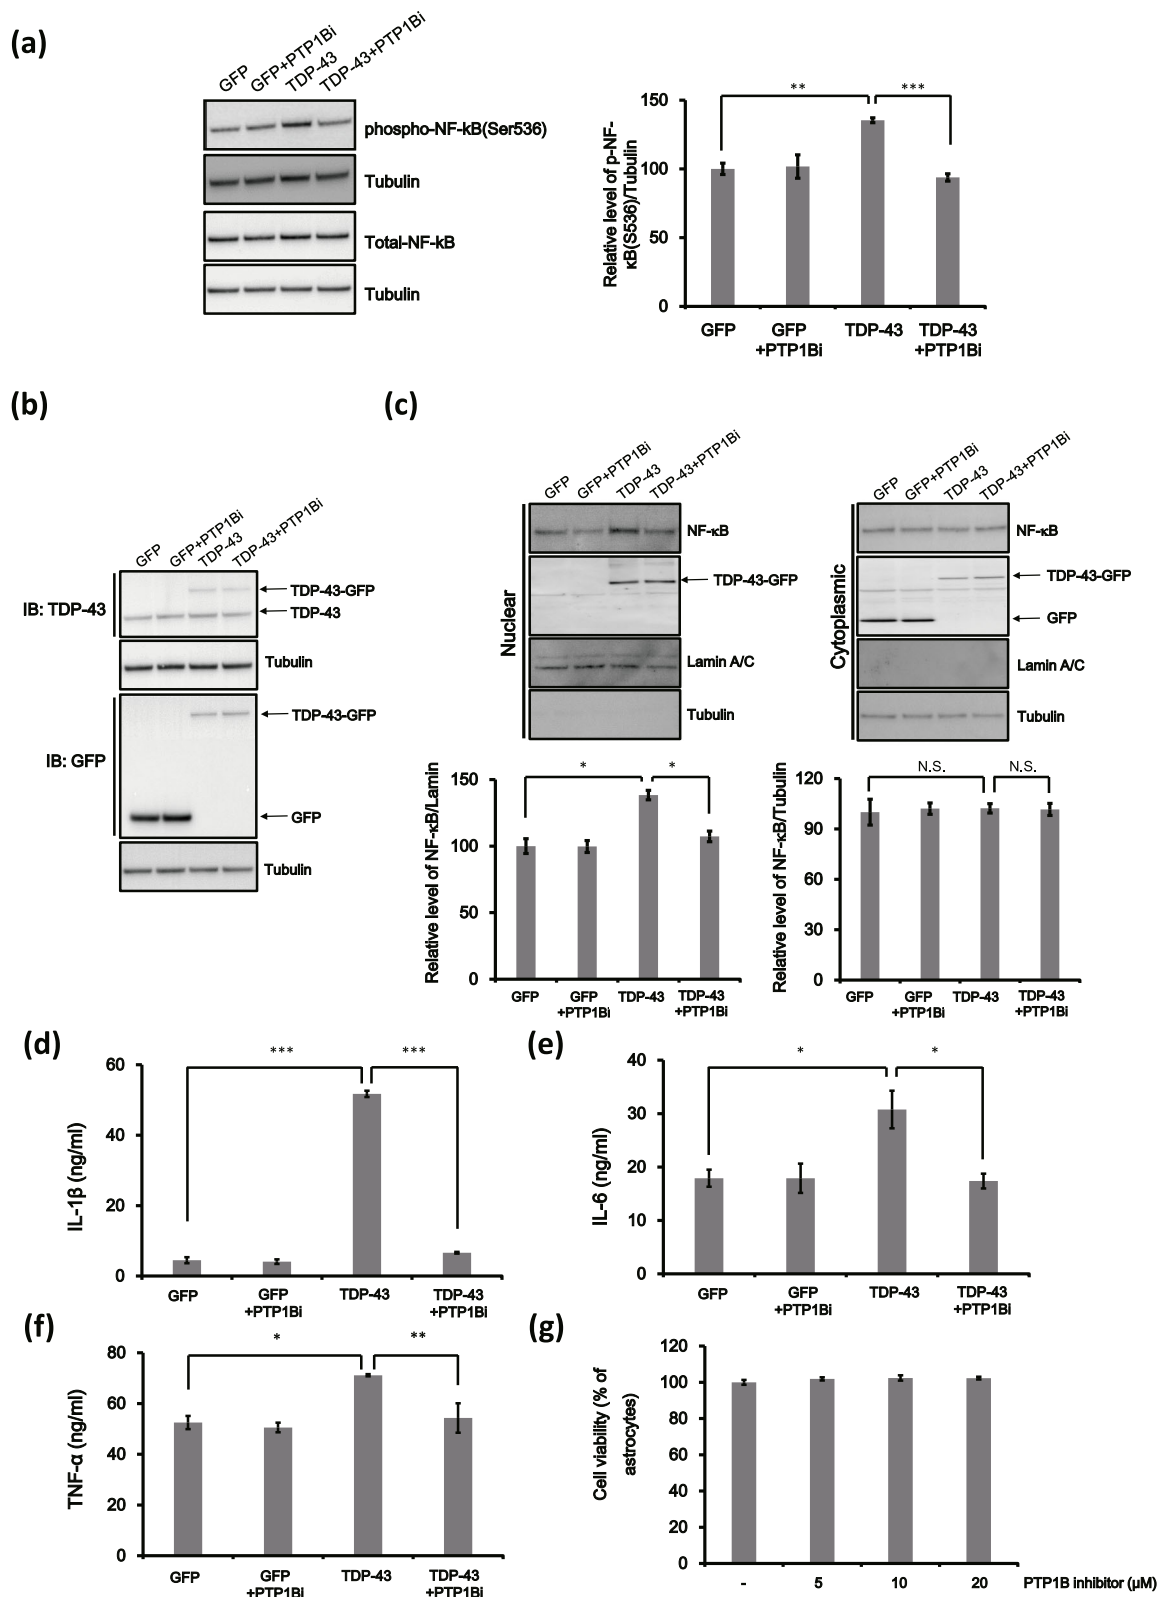 (a)
GFP
GFP+PTP1Bi
TDP-43
TDP-43+PTP1Bi
phospho-NF-kB(Ser536)
Tubulin
Total-NF-kB
Tubulin
Relative level of p-NF-
κB(S536)/Tubulin
150
100
50
0
**
***
GFP
GFP
+PTP1Bi
TDP-43
TDP-43
+PTP1Bi
(b)
GFP
GFP+PTP1Bi
TDP-43
TDP-43+PTP1Bi
IB: TDP-43
TDP-43-GFP
TDP-43
Tubulin
IB: GFP
TDP-43-GFP
GFP
Tubulin
(c)
GFP
GFP+PTP1Bi
TDP-43
TDP-43+PTP1Bi
Nuclear
NF-κB
TDP-43-GFP
Lamin A/C
Tubulin
GFP
GFP+PTP1Bi
TDP-43
TDP-43+PTP1Bi
Cytoplasmic
NF-κB
TDP-43-GFP
GFP
Lamin A/C
Tubulin
Relative level of NF-κB/Lamin
150
100
50
0
*
*
GFP
GFP
+PTP1Bi
TDP-43
TDP-43
+PTP1Bi
Relative level of NF-κB/Tubulin
120
90
60
30
0
N.S.
N.S.
GFP
GFP
+PTP1Bi
TDP-43
TDP-43
+PTP1Bi
(d)
IL-1β (ng/ml)
60
40
20
0
***
***
GFP
GFP
+PTP1Bi
TDP-43
TDP-43
+PTP1Bi
(e)
IL-6 (ng/ml)
40
30
20
10
0
*
*
GFP
GFP
+PTP1Bi
TDP-43
TDP-43
+PTP1Bi
(f)
TNF-α (ng/ml)
80
60
40
20
0
*
**
GFP
GFP
+PTP1Bi
TDP-43
TDP-43
+PTP1Bi
(g)
Cell viability (% of
astrocytes)
120
100
80
60
40
20
0
-
5
10
20
PTP1B inhibitor (μM)